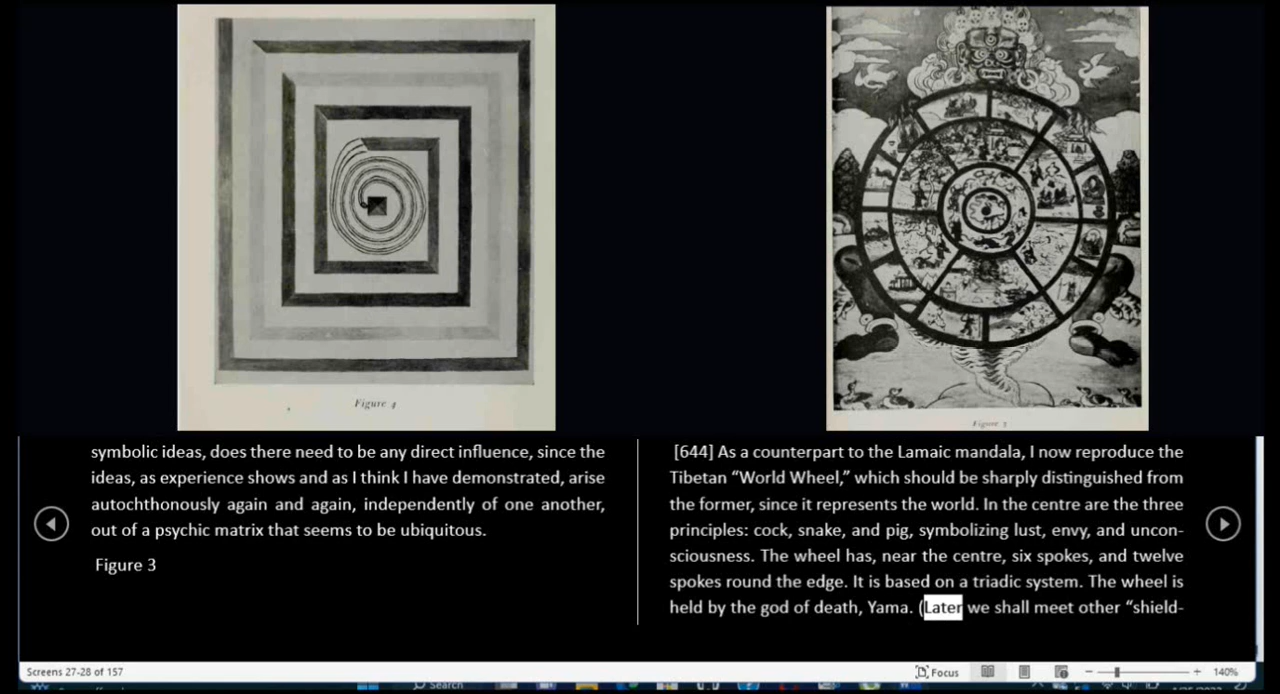 Figure 4
Figure 3
symbolic ideas, does there need to be any direct influence, since the
ideas, as experience shows and as I think I have demonstrated, arise
autochthonously again and again, independently of one another,
out of a psychic matrix that seems to be ubiquitous.
Figure 3
[644] As a counterpart to the Lamaic mandala, I now reproduce the
Tibetan “World Wheel,” which should be sharply distinguished from
the former, since it represents the world. In the centre are the three
principles: cock, snake, and pig, symbolizing lust, envy, and uncon-
sciousness. The wheel has, near the centre, six spokes, and twelve
spokes round the edge. It is based on a triadic system. The wheel is
held by the god of death, Yama. (Later we shall meet other “shield-
Screens 27-28 of 157
Focus
140%
Search